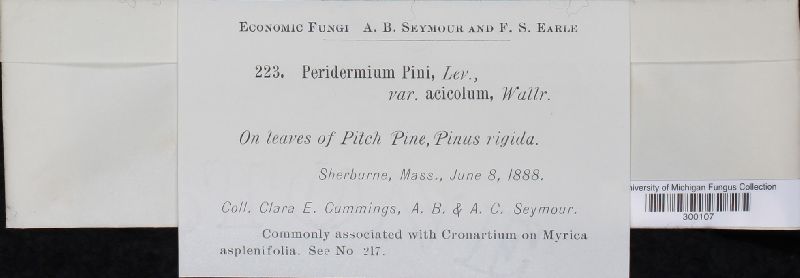 ECONOMIC FUNGI A. B. SEYMOUR AND F. S. EARLE
223. Peridermium Pini, Lev.,
var. acicolum, Wallr.
On leaves of Pitch Pine, Pinus rigida.
Sherburne, Mass., June 8, 1888.
Coll. Clara E. Cummings, A. B. & A. C. Seymour.
Commonly associated with Cronartium on Myrica
asplenifolia. See No 217.
University of Michigan Fungus Collection
300107